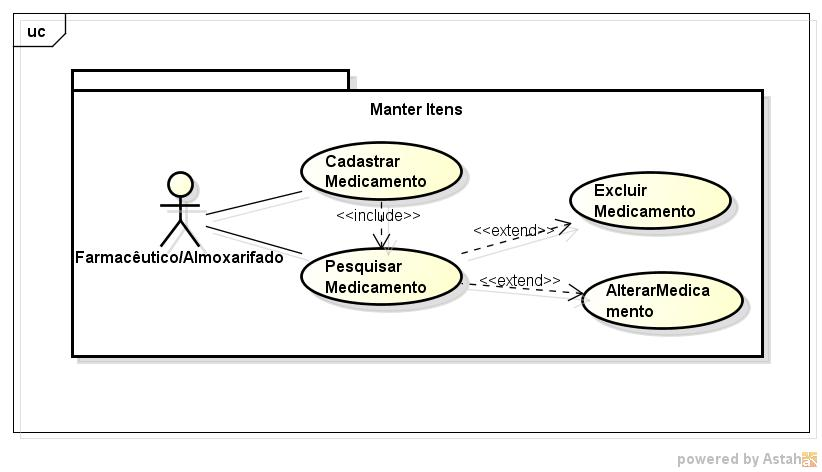 uc
Manter Itens
Cadastrar
Medicamento
<<include>>
Farmacêutico/Almoxarifado
Pesquisar
Medicamento
<<extend>>
Excluir
Medicamento
<<extend>>
AlterarMedica
mento
powered by Astah